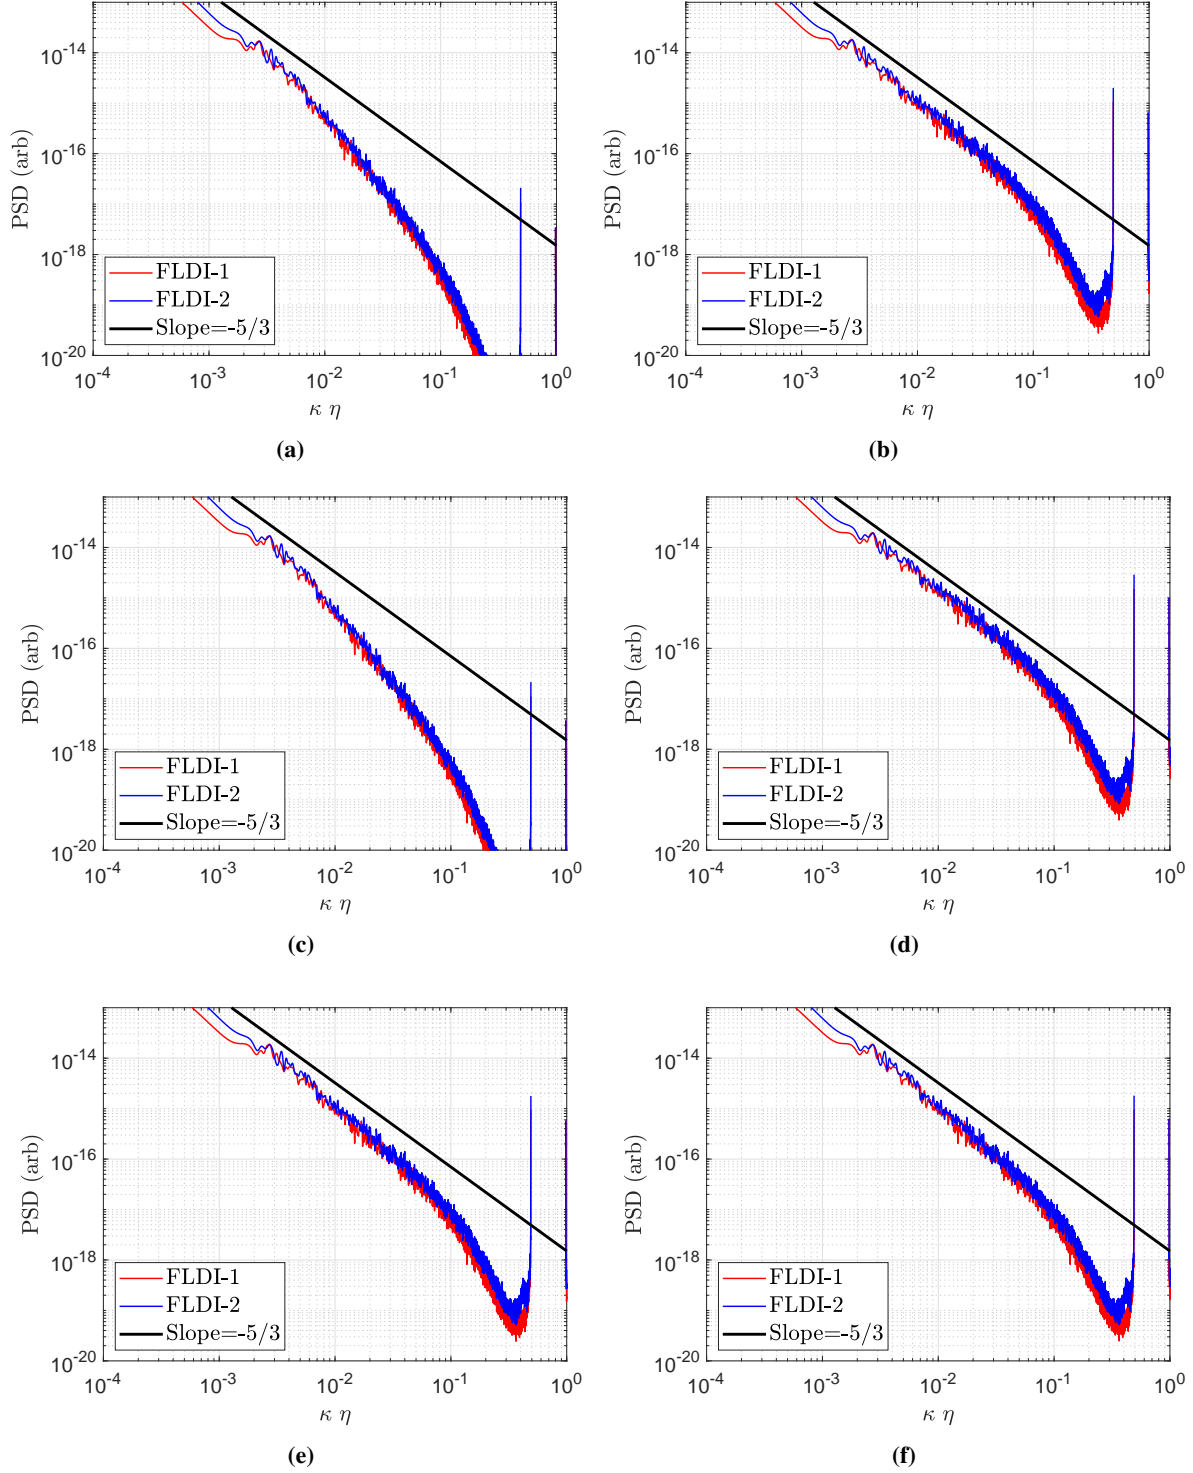 10^-14
10^-16
10^-18
10^-20
PSD (arb)
FLDI-1
FLDI-2
Slope=-5/3
10^-4 10^-3 10^-2 10^-1 10^0
κ η
(a)
10^-14
10^-16
10^-18
10^-20
PSD (arb)
FLDI-1
FLDI-2
Slope=-5/3
10^-4 10^-3 10^-2 10^-1 10^0
κ η
(b)
10^-14
10^-16
10^-18
10^-20
PSD (arb)
FLDI-1
FLDI-2
Slope=-5/3
10^-4 10^-3 10^-2 10^-1 10^0
κ η
(c)
10^-14
10^-16
10^-18
10^-20
PSD (arb)
FLDI-1
FLDI-2
Slope=-5/3
10^-4 10^-3 10^-2 10^-1 10^0
κ η
(d)
10^-14
10^-16
10^-18
10^-20
PSD (arb)
FLDI-1
FLDI-2
Slope=-5/3
10^-4 10^-3 10^-2 10^-1 10^0
κ η
(e)
10^-14
10^-16
10^-18
10^-20
PSD (arb)
FLDI-1
FLDI-2
Slope=-5/3
10^-4 10^-3 10^-2 10^-1 10^0
κ η
(f)